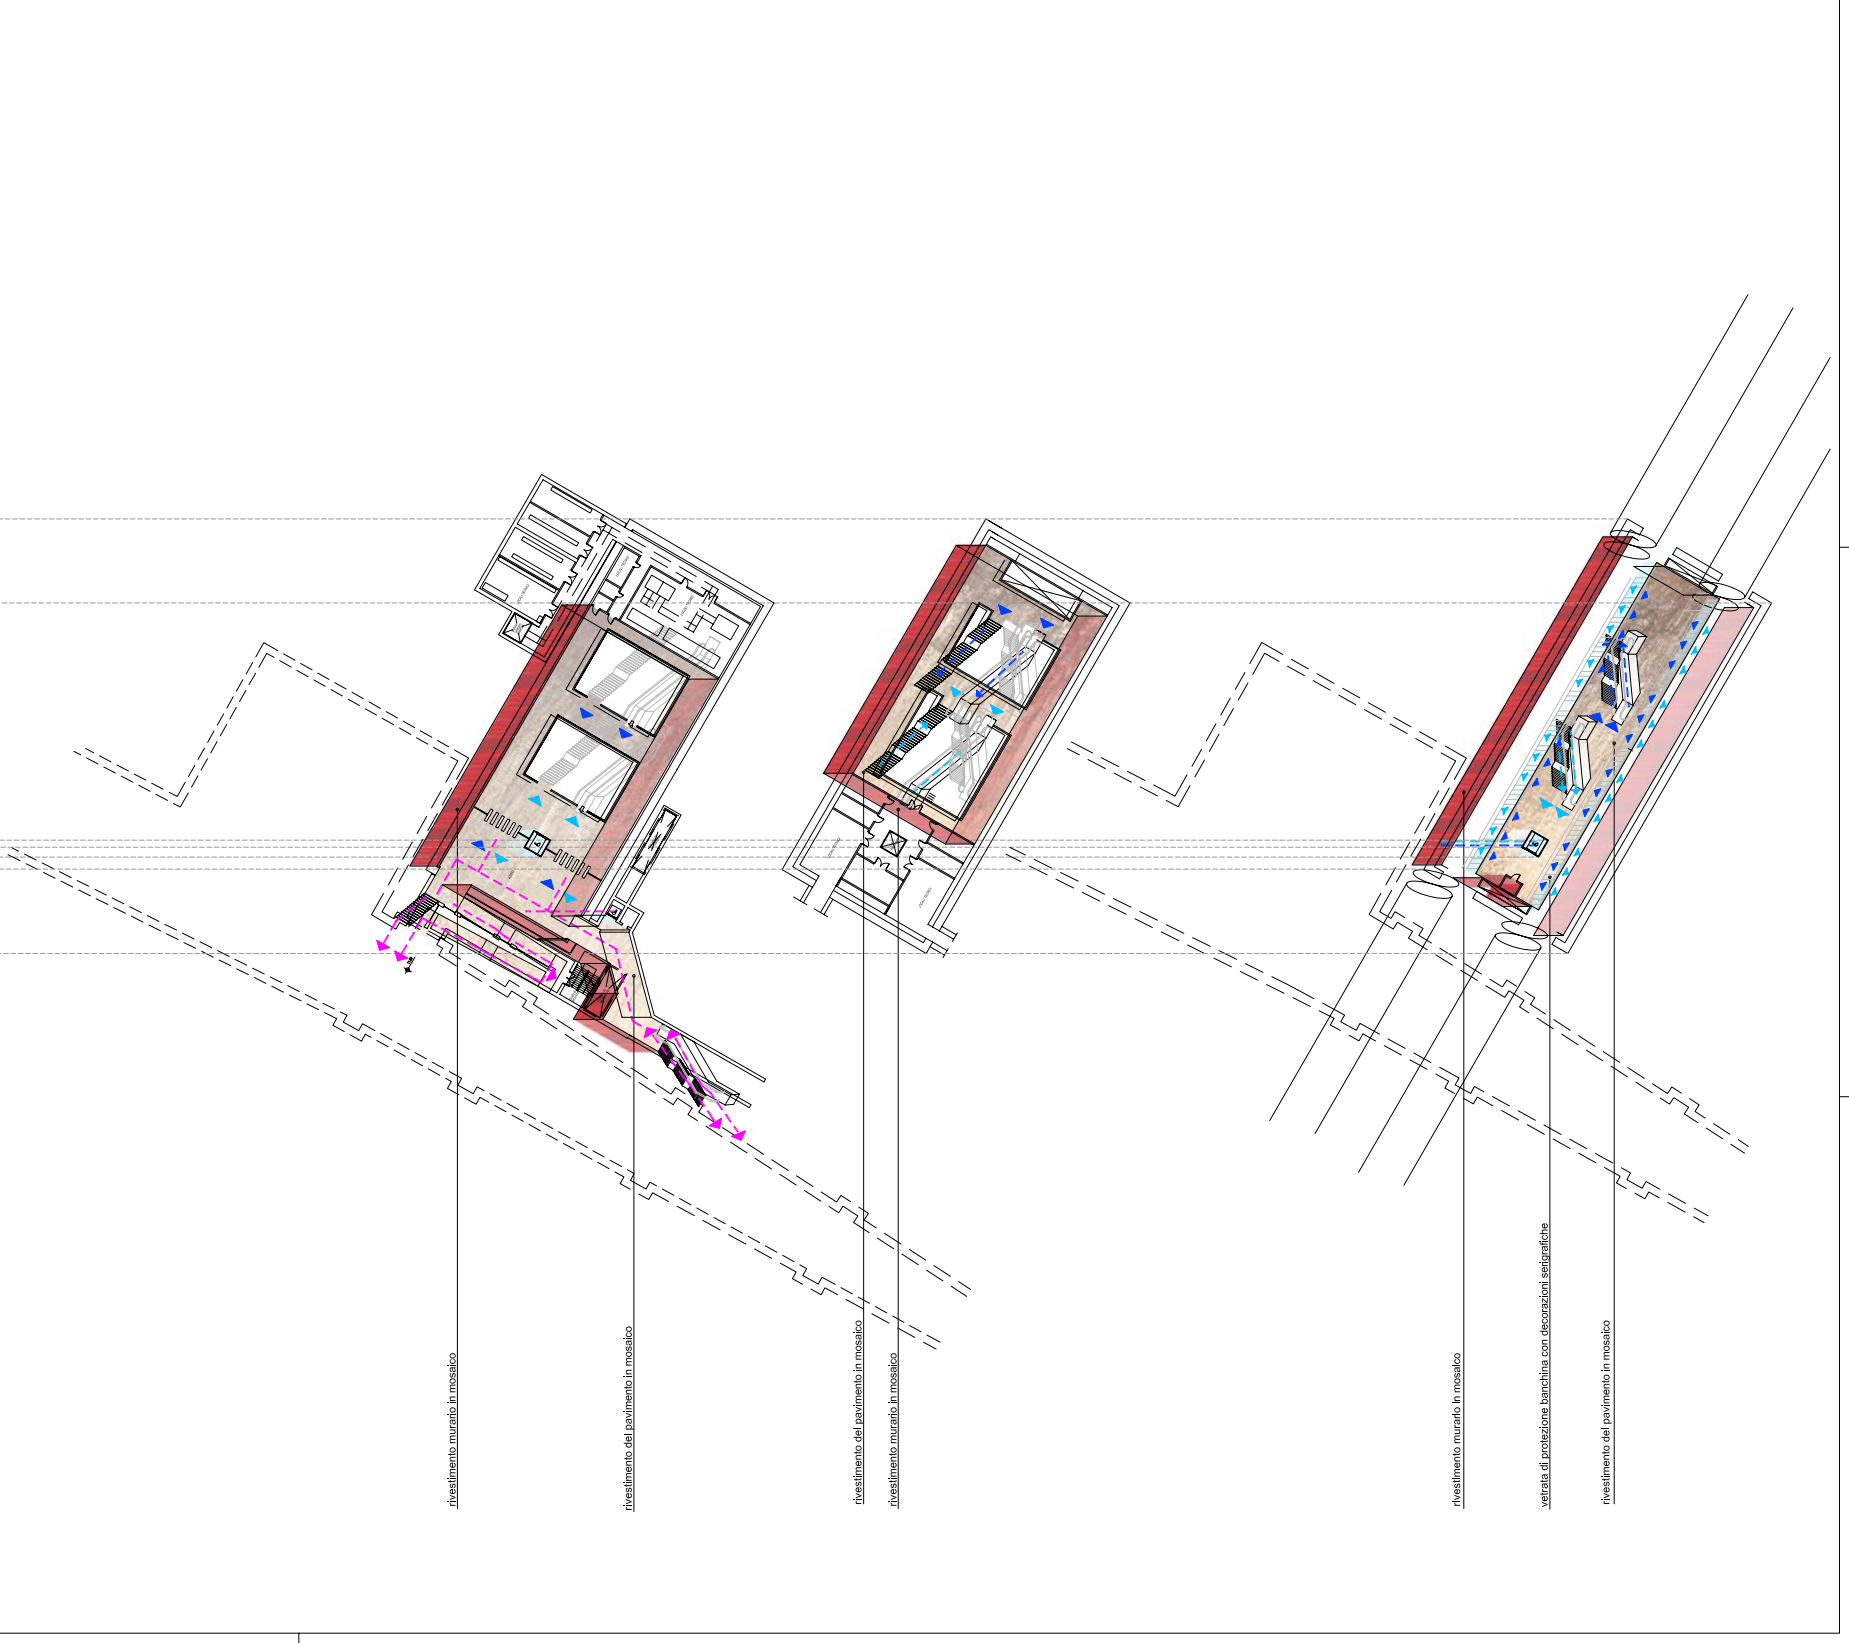 rivestimento murario in mosaico
rivestimento del pavimento in mosaico
rivestimento del pavimento in mosaico
rivestimento murario in mosaico
rivestimento murario in mosaico
vetrata di protezione banchina con decorazioni serigrafiche
rivestimento del pavimento in mosaico